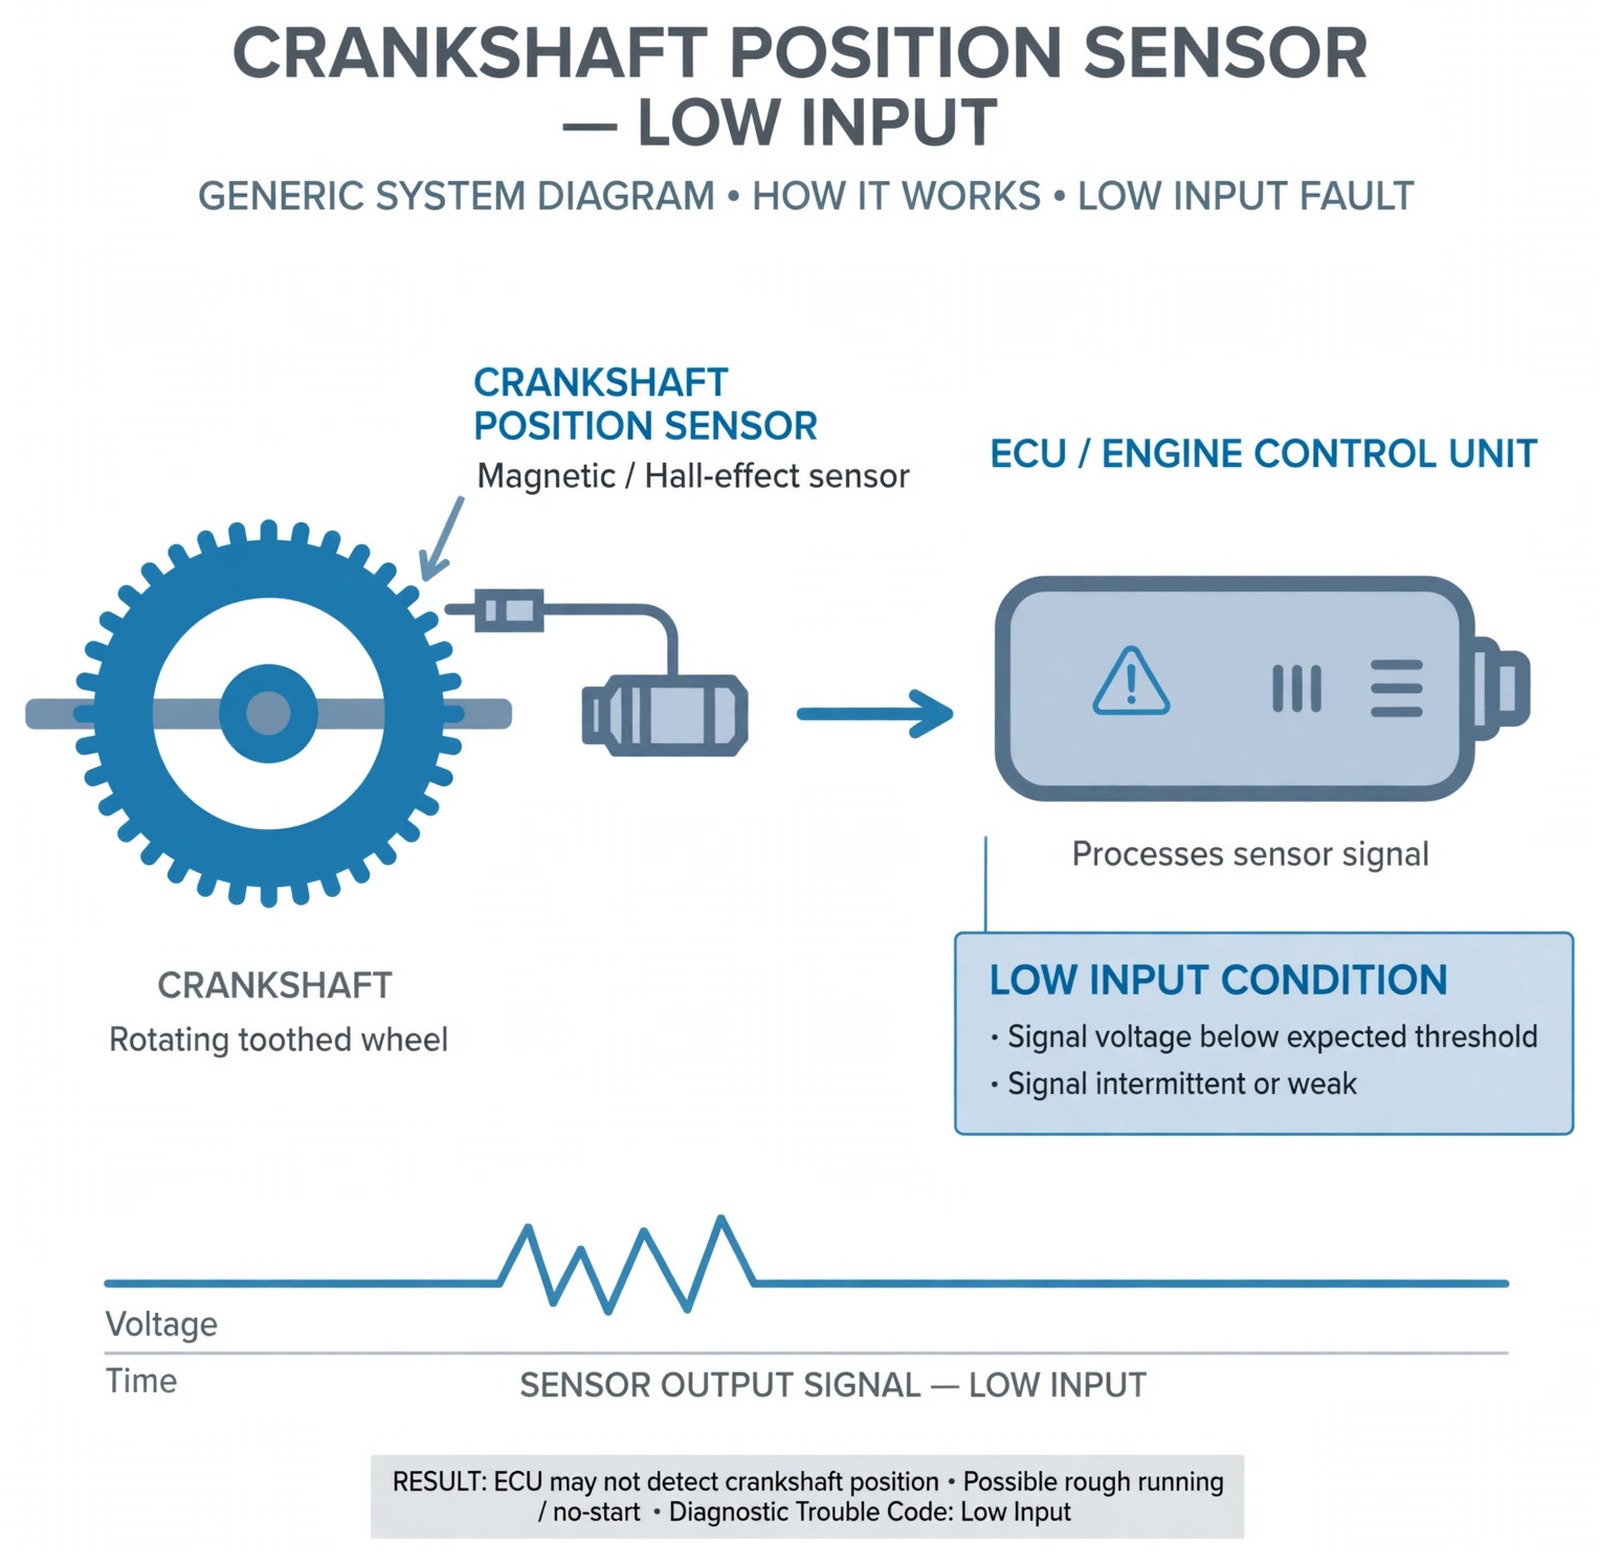 CRANKSHAFT POSITION SENSOR
— LOW INPUT
GENERIC SYSTEM DIAGRAM • HOW IT WORKS • LOW INPUT FAULT
CRANKSHAFT
POSITION SENSOR
Magnetic / Hall-effect sensor
ECU / ENGINE CONTROL UNIT
Processes sensor signal
CRANKSHAFT
Rotating toothed wheel
LOW INPUT CONDITION
• Signal voltage below expected threshold
• Signal intermittent or weak
Voltage
Time
SENSOR OUTPUT SIGNAL — LOW INPUT
RESULT: ECU may not detect crankshaft position • Possible rough running
/ no-start • Diagnostic Trouble Code: Low Input